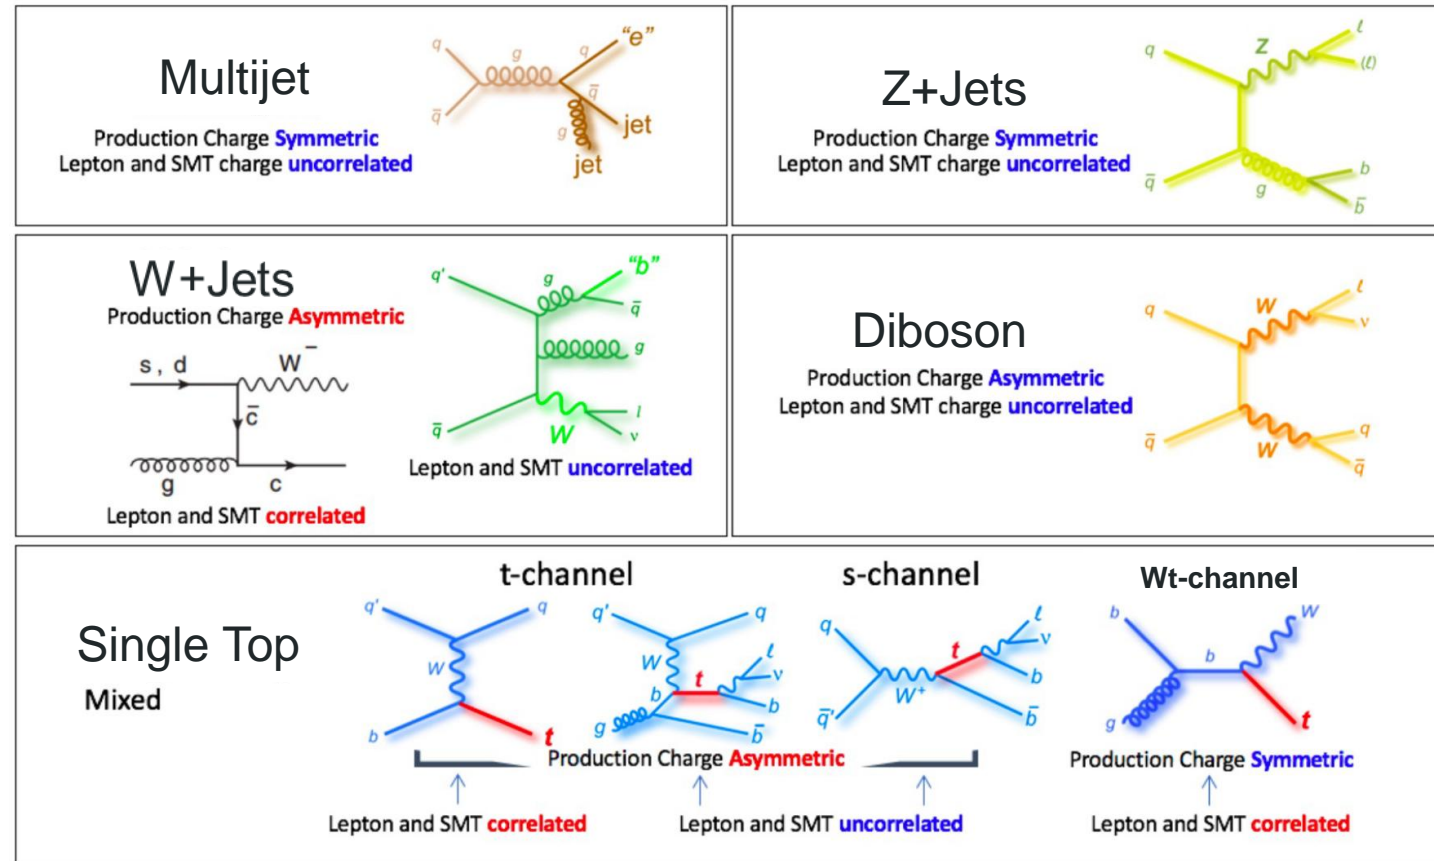 Multijet
Production Charge Symmetric
Lepton and SMT charge uncorrelated
q
g
q
"e"
q̄
q̄
g
jet
jet
Z+Jets
Production Charge Symmetric
Lepton and SMT charge uncorrelated
q
Z
ℓ
(ℓ)
q̄
g
b
b̄
W+Jets
Production Charge Asymmetric
s, d
W⁻
c̄
g
c
Lepton and SMT correlated
q'
g
"b"
q̄
g
q̄
W
l
ν
Lepton and SMT uncorrelated
Diboson
Production Charge Asymmetric
Lepton and SMT charge uncorrelated
q
W
ℓ
ν
q̄
W
q
q̄
Single Top
Mixed
t-channel
s-channel
Wt-channel
q'
q
W
b
t
q'
q
W
ℓ
t
ν
b
b
g
b̄
q
ℓ
t
ν
W⁺
b
q̄'
b̄
b
W
b
g
t
Production Charge Asymmetric
Production Charge Symmetric
Lepton and SMT correlated
Lepton and SMT uncorrelated
Lepton and SMT correlated